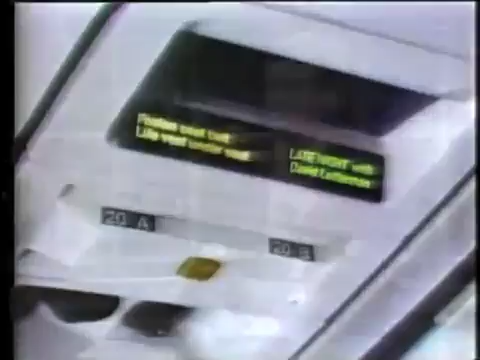 Fasten seat belt
Life vest under seat
LATE NIGHT with
David Letterman
20 A
20 B